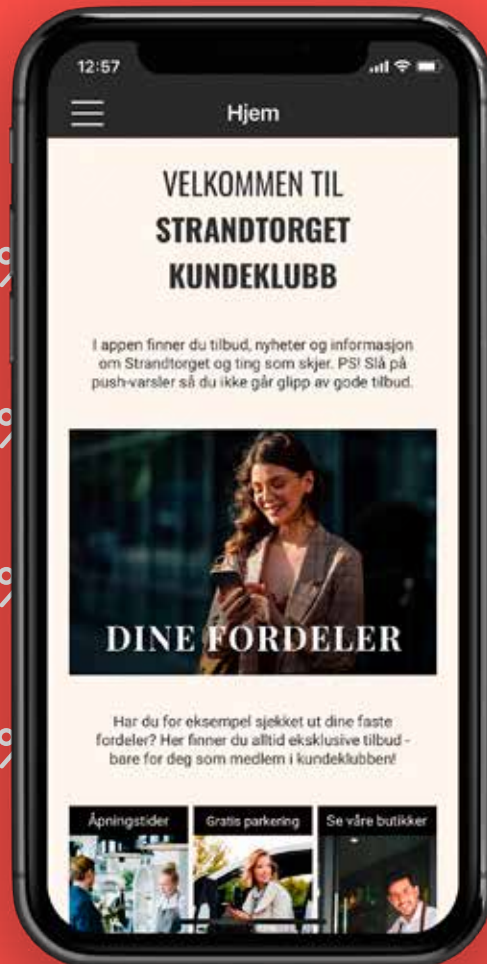 12:57
Hjem
VELKOMMEN TIL
STRANDTORGET
KUNDEKLUBB
I appen finner du tilbud, nyheter og informasjon
om Strandtorget og ting som skjer. PS! Slå på
push-varsler så du ikke går glipp av gode tilbud.
DINE FORDELER
Har du for eksempel sjekket ut dine faste
fordeler? Her finner du alltid eksklusive tilbud -
bare for deg som medlem i kundeklubben!
Åpningstider
Gratis parkering
Se våre butikker
%
%
%
%